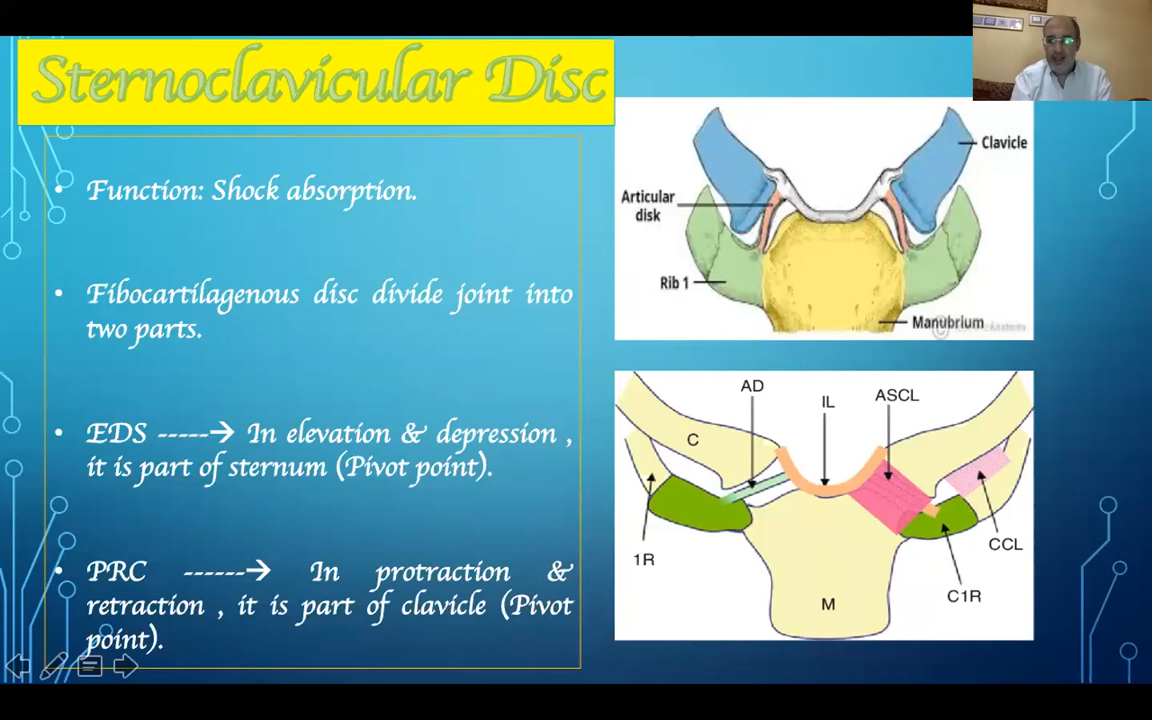 Sternoclavicular Disc
• Function: Shock absorption.
• Fibocartilagenous disc divide joint into
two parts.
• EDS -----→ In elevation & depression ,
it is part of sternum (Pivot point).
• PRC ------→ In protraction &
retraction , it is part of clavicle (Pivot
point).
Clavicle
Articular
disk
Rib 1
Manubrium
AD
IL
ASCL
C
1R
CCL
C1R
M